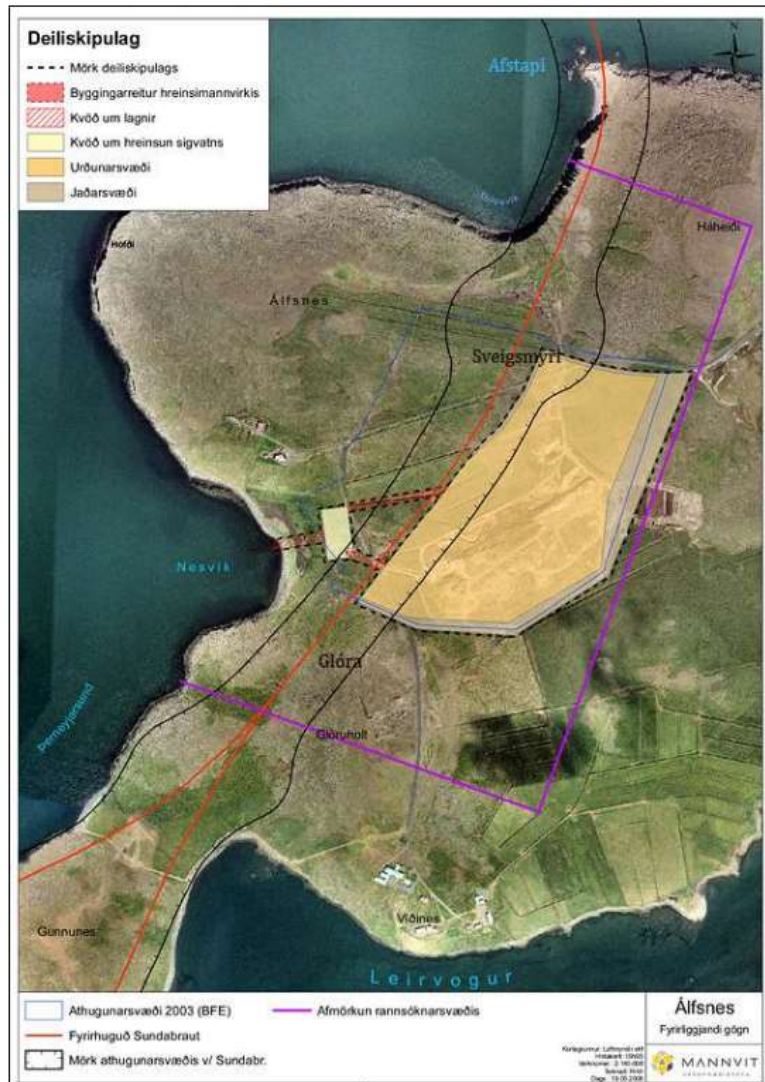 Deiliskipulag
Mörk deiliskipulags
Byggingarreitur hreinsimannvirkis
Kvöð um lagnir
Kvöð um hreinsun sigvatns
Urðunarsvæði
Jaðarsvæði
Afstapi
N
Háheiði
Höfði
Álfsnes
Sveigsmýri
Nesvík
Glóra
Þerneyjarsund
Glóruholt
Gunnunes
Víðines
Leirvogur
Athugunarsvæði 2003 (BFE)
Afmörkun rannsóknarsvæðis
Fyrirhuguð Sundabraut
Mörk athugunarsvæðis v/ Sundabr.
Álfsnes
Fyrirliggjandi gögn
MANNVIT